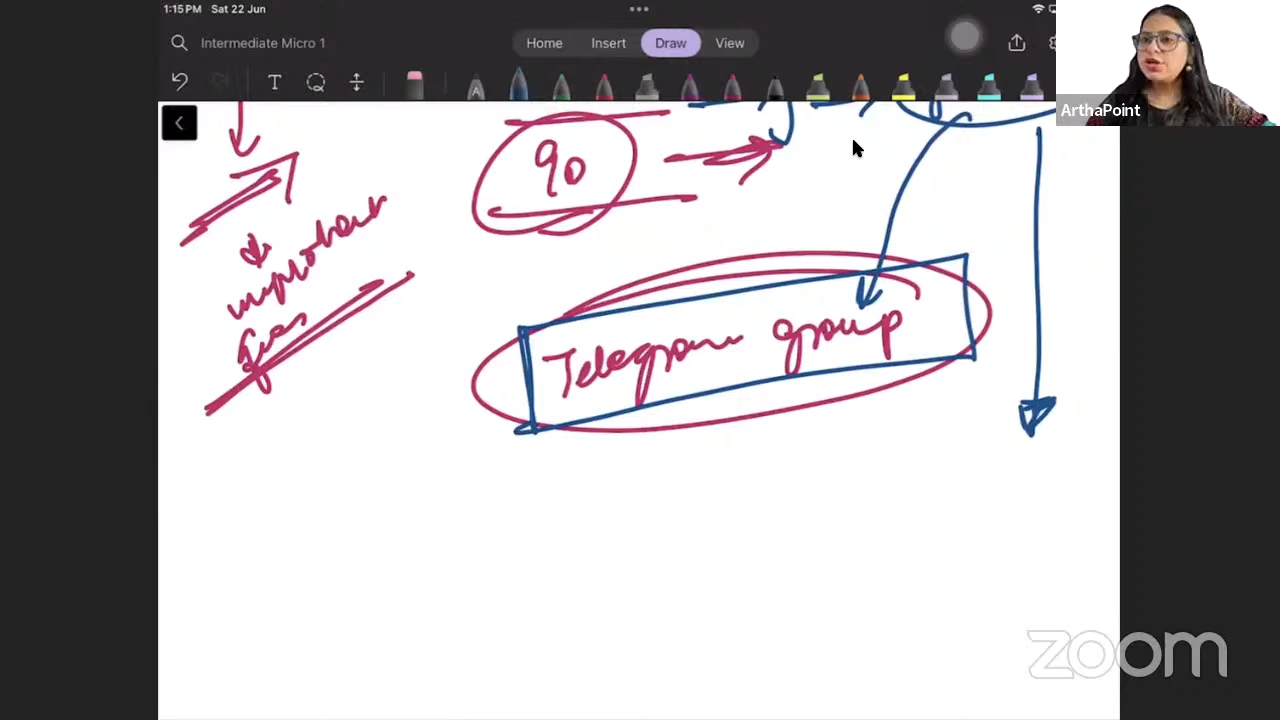 1:15 PM Sat 22 Jun
Intermediate Micro 1
Home Insert Draw View
T
A
ArthaPoint
90
important
Ques
Telegram group
zoom